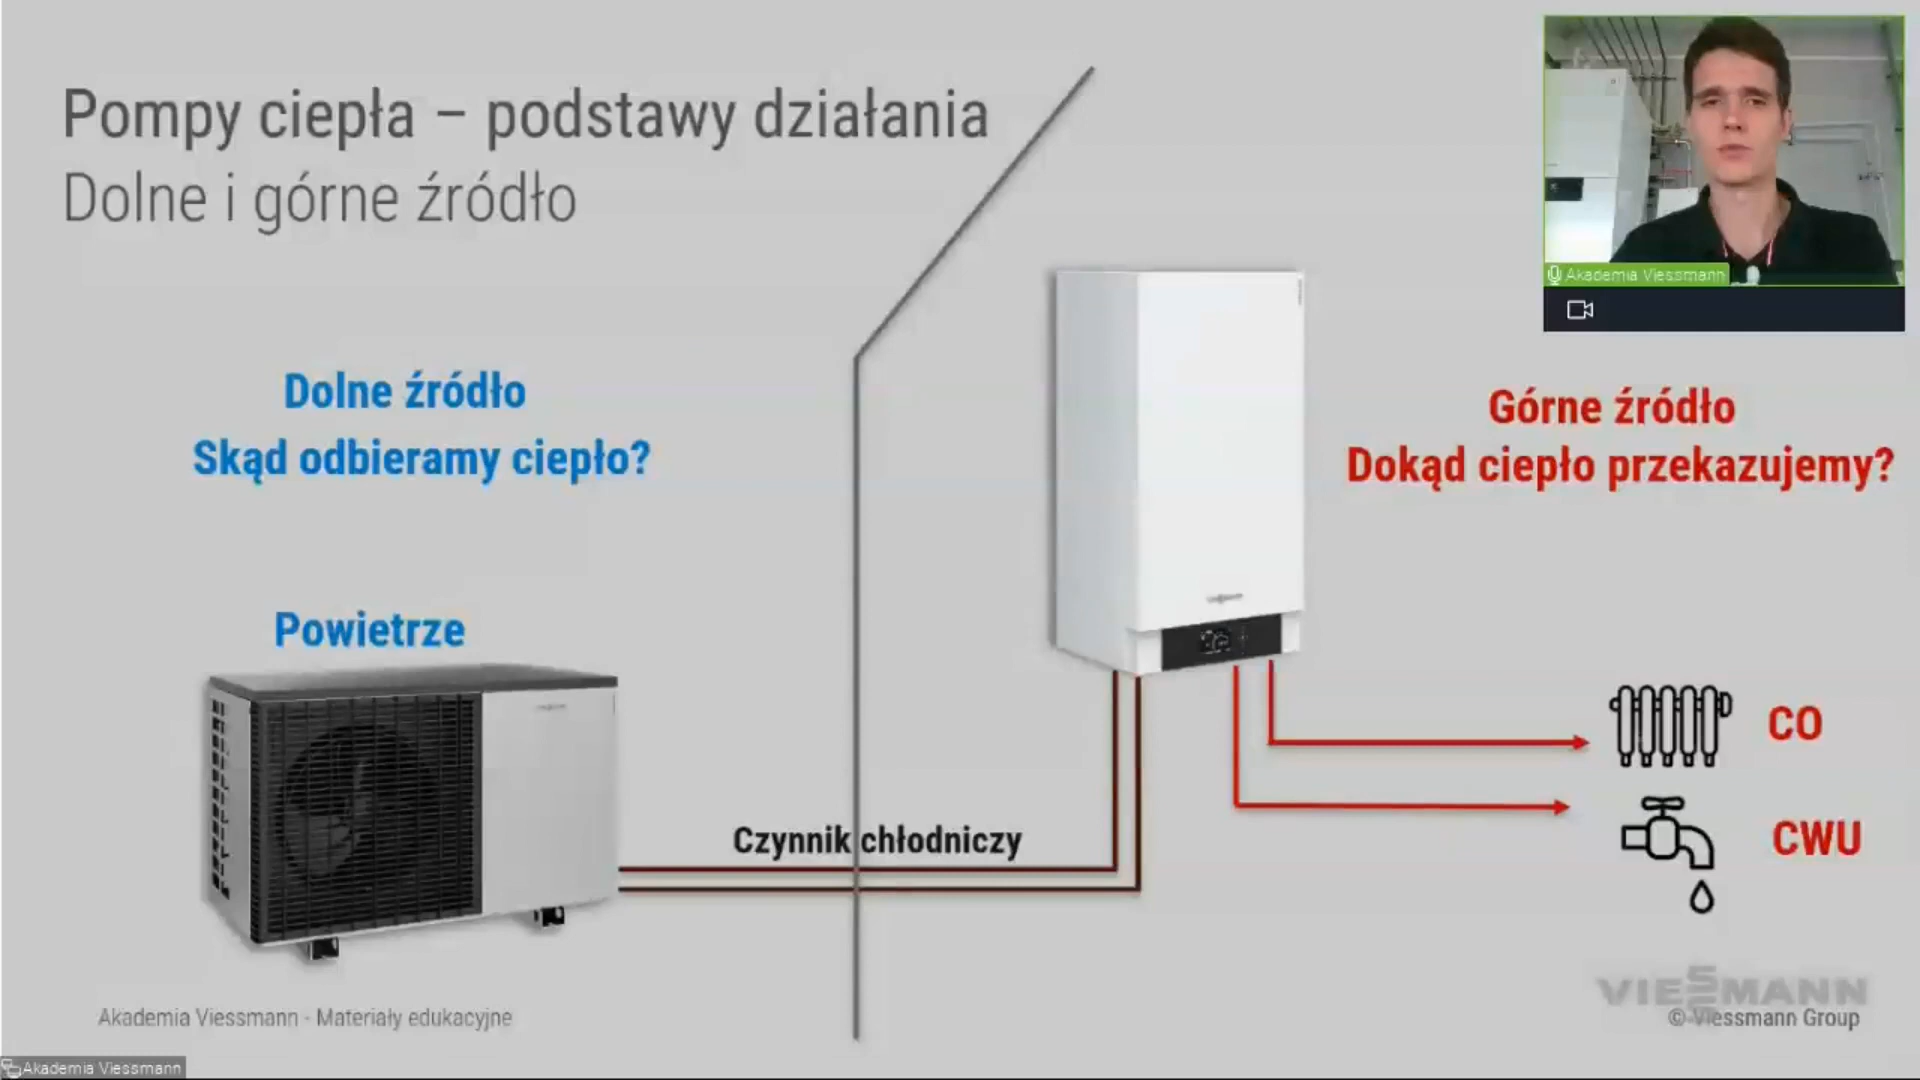 Pompy ciepła – podstawy działania
Dolne i górne źródło
Akademia Viessmann
Dolne źródło
Skąd odbieramy ciepło?
Górne źródło
Dokąd ciepło przekazujemy?
Powietrze
CO
Czynnik chłodniczy
CWU
Akademia Viessmann - Materiały edukacyjne
VIESSMANN
© Viessmann Group
Akademia Viessmann